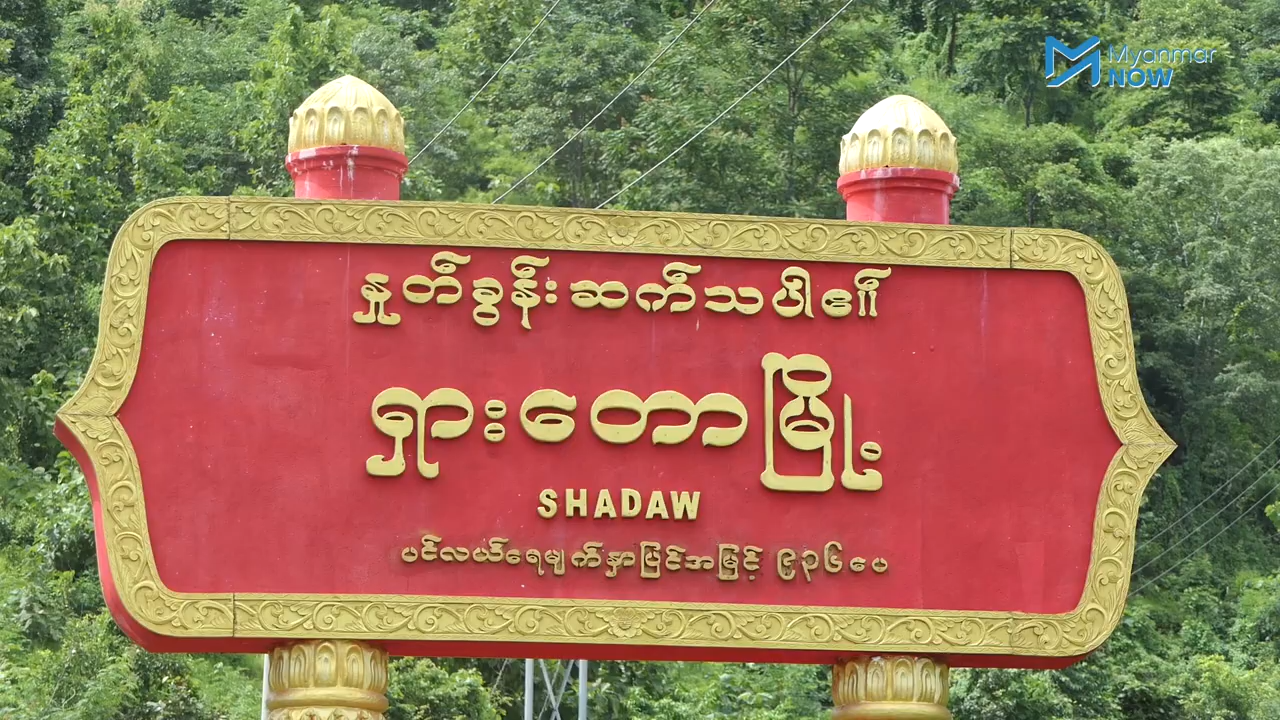 Myanmar
NOW
နှုတ်ခွန်းဆက်သပါ၏။
ရှားတောမြို့
SHADAW
ပင်လယ်ရေမျက်နှာပြင်အမြင့် ၉၃၆ ပေ